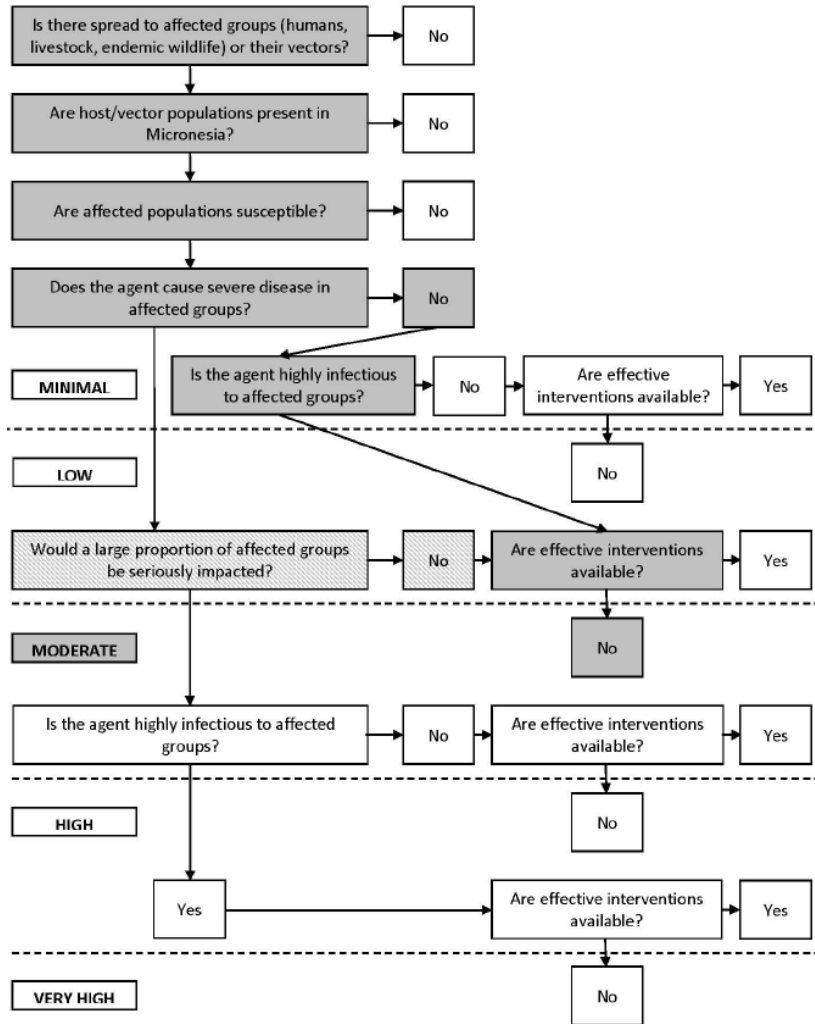 Is there spread to affected groups (humans,
livestock, endemic wildlife) or their vectors?
No
Are host/vector populations present in
Micronesia?
No
Are affected populations susceptible?
No
Does the agent cause severe disease in
affected groups?
No
MINIMAL
Is the agent highly infectious
to affected groups?
No
Are effective
interventions available?
Yes
LOW
No
Would a large proportion of affected groups
be seriously impacted?
No
Are effective interventions
available?
Yes
MODERATE
No
Is the agent highly infectious to affected
groups?
No
Are effective interventions
available?
Yes
HIGH
No
Yes
Are effective interventions
available?
Yes
VERY HIGH
No